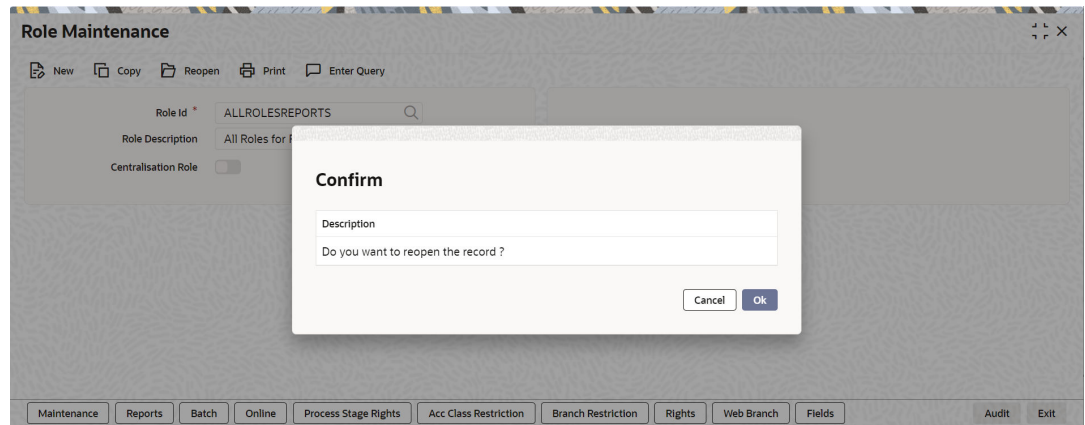 Role Maintenance
New Copy Reopen Print Enter Query
Role Id * ALLROLESREPORTS
Role Description All Roles for
Centralisation Role
Confirm
Description
Do you want to reopen the record ?
Cancel Ok
Maintenance Reports Batch Online Process Stage Rights Acc Class Restriction Branch Restriction Rights Web Branch Fields Audit Exit